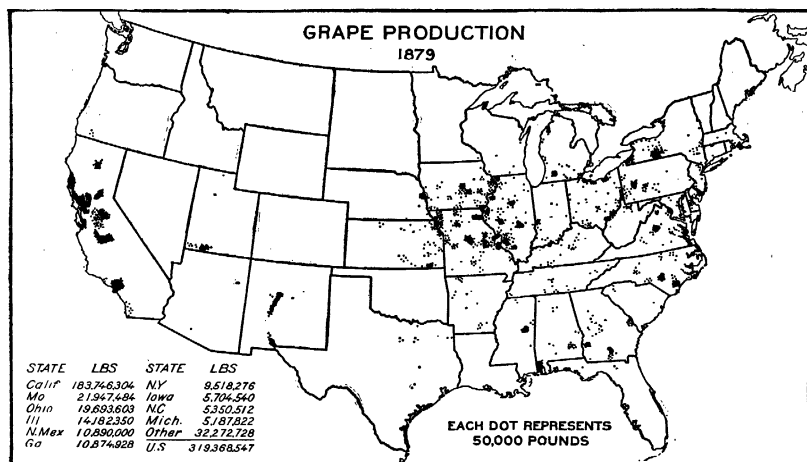 GRAPE PRODUCTION
1879
STATE LBS STATE LBS
Calif 183,746,304 N.Y 9,518,276
Mo 21,947,484 Iowa 5,704,540
Ohio 19,693,603 N.C 5,350,512
Ill 14,182,350 Mich. 5,187,822
N.Mex 10,890,000 Other 32,272,728
Ga 10,874,928 U.S 319,368,547
EACH DOT REPRESENTS
50,000 POUNDS